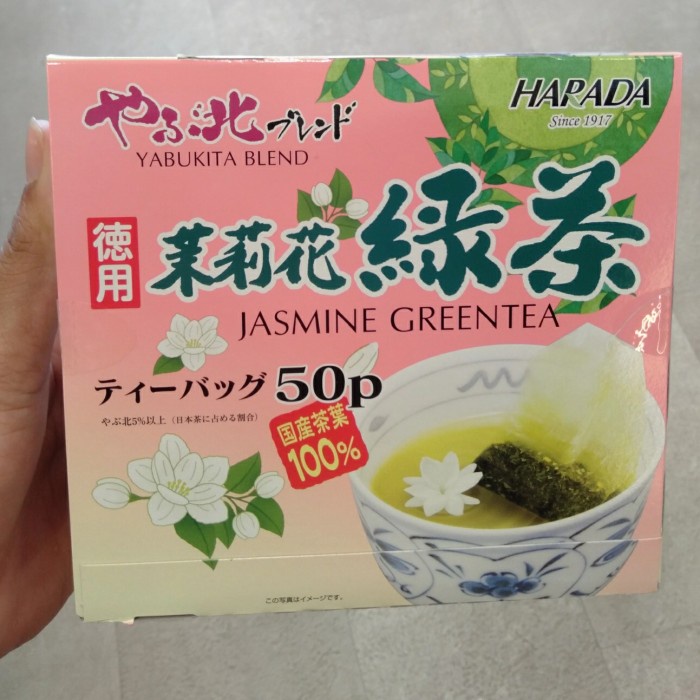 やぶ北ブレンド
YABUKITA BLEND
HARADA
Since 1917
徳用
茉莉花緑茶
JASMINE GREENTEA
ティーバッグ 50p
やぶ北5%以上（日本茶に占める割合）
国産茶葉
100%
この写真はイメージです。